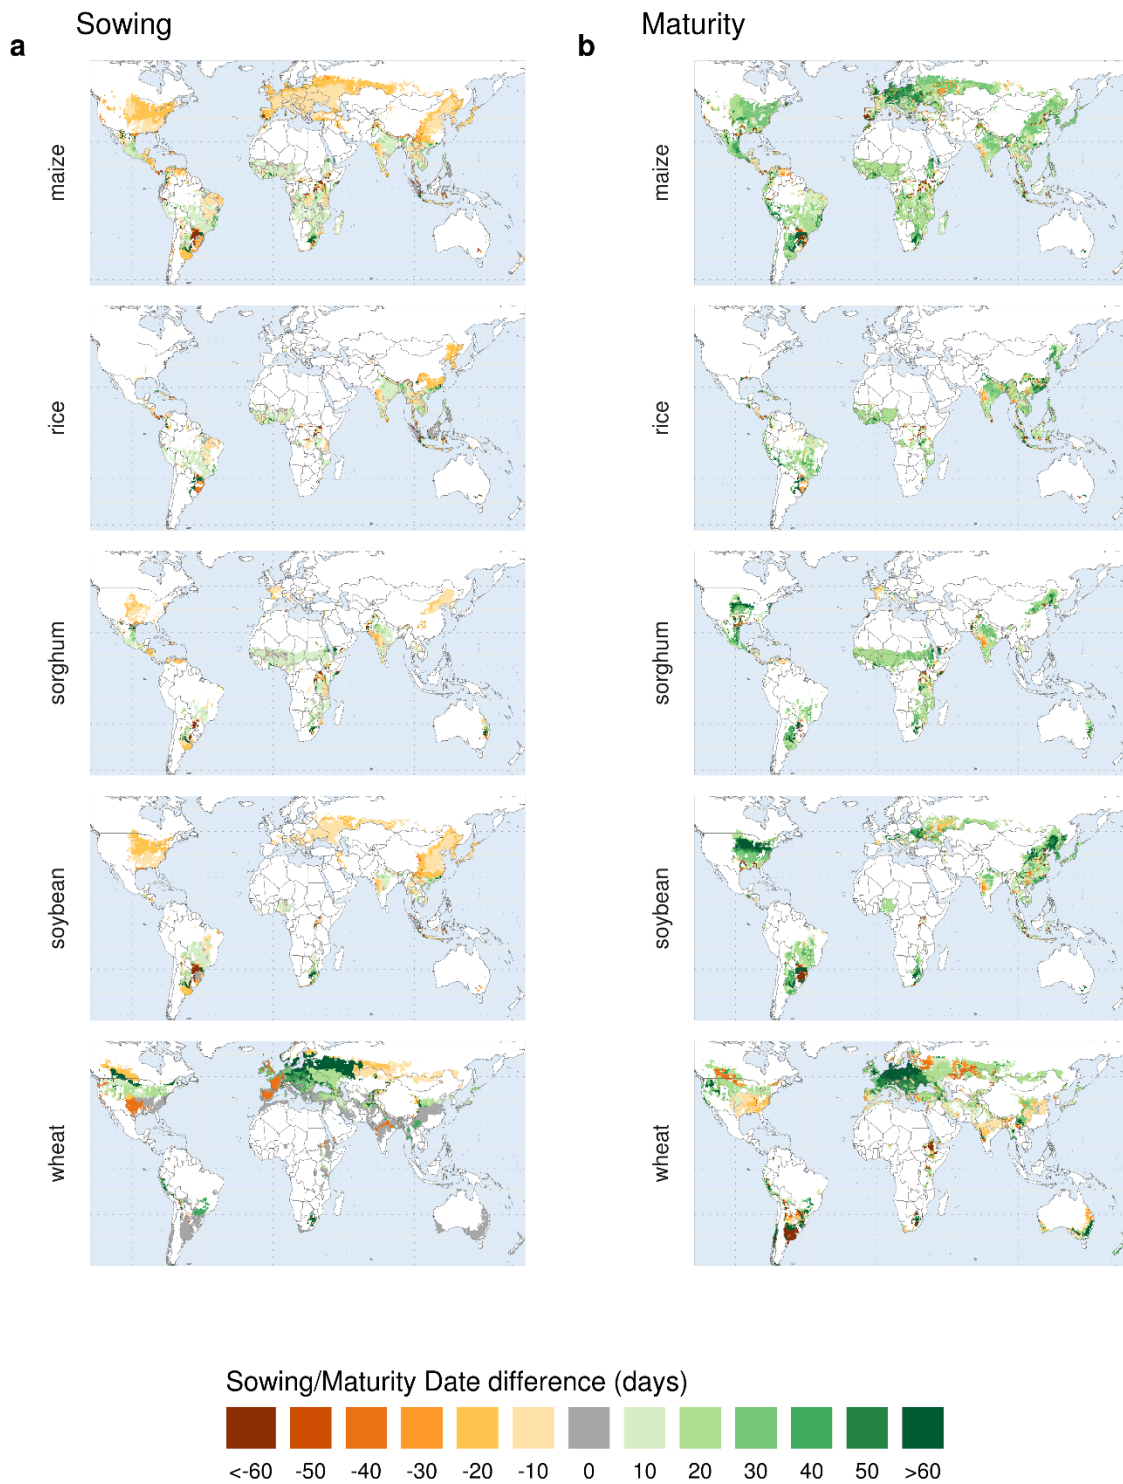 Sowing
Maturity
a
b
maize
maize
rice
rice
sorghum
sorghum
soybean
soybean
wheat
wheat
Sowing/Maturity Date difference (days)
<-60 -50 -40 -30 -20 -10 0 10 20 30 40 50 >60